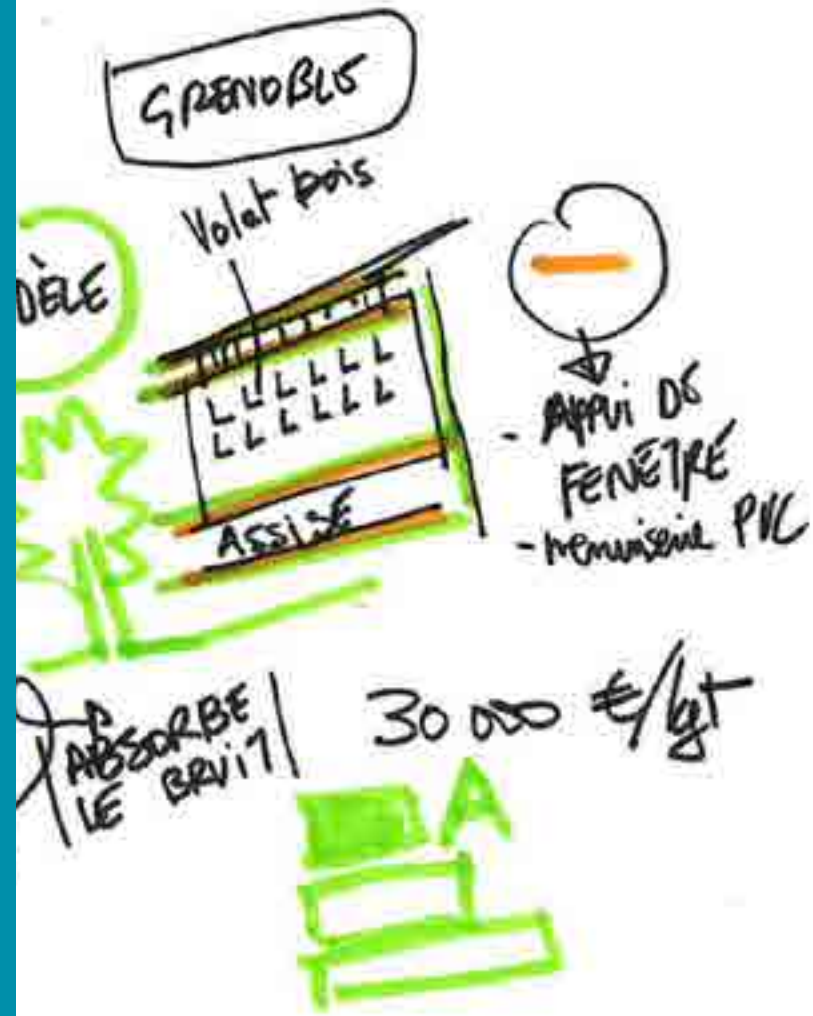 GRENOBLE
Volet bois
DÈLE
L L L L L L
L L L L L L
ASSISE
- APPUI DE
FENÊTRE
- menuiserie PVC
ABSORBE
LE BRUIT
30 000 €/lgt
A